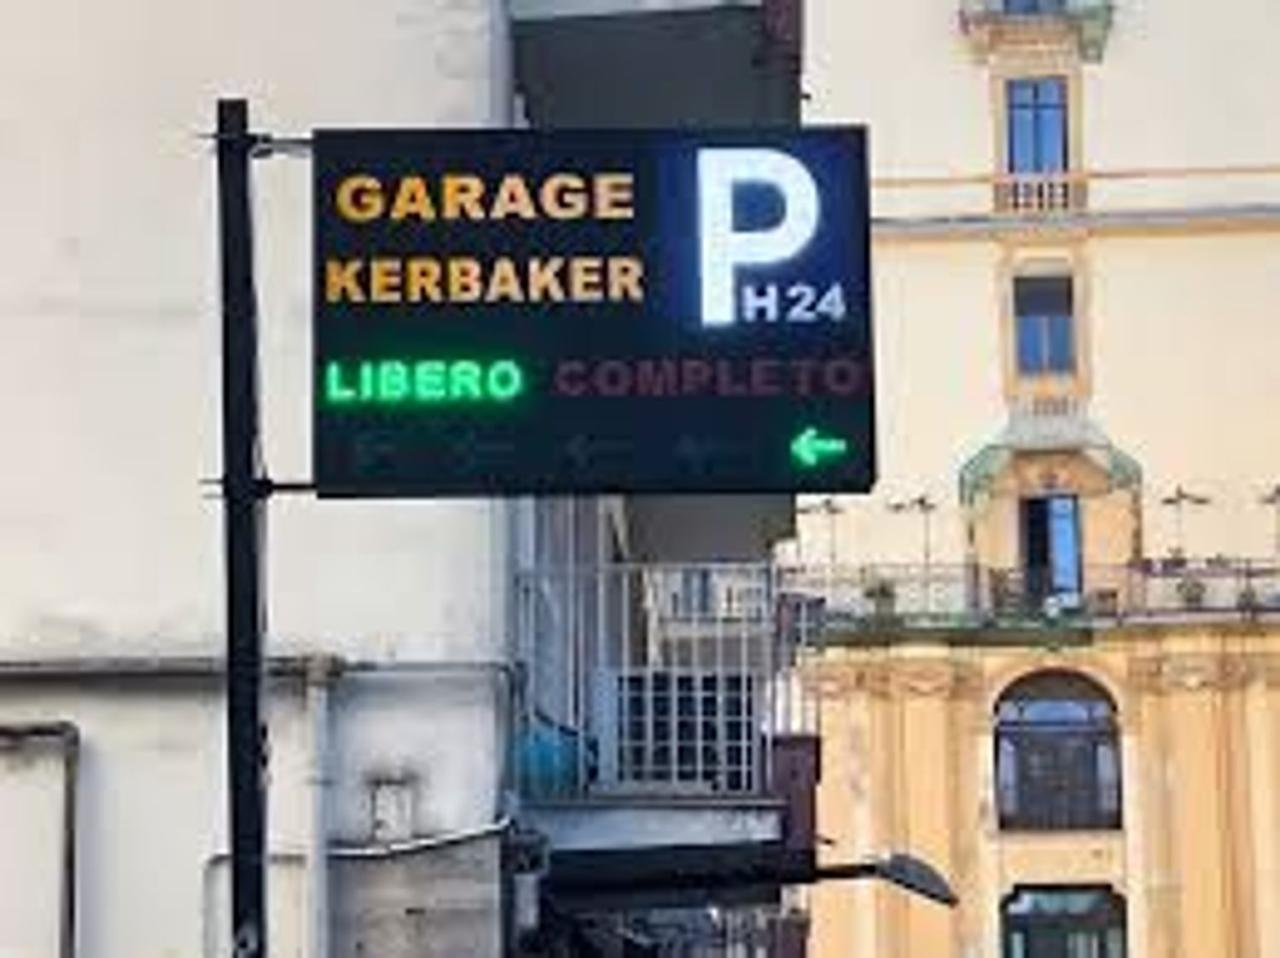 GARAGE
KERBAKER
P
H24
LIBERO COMPLETO